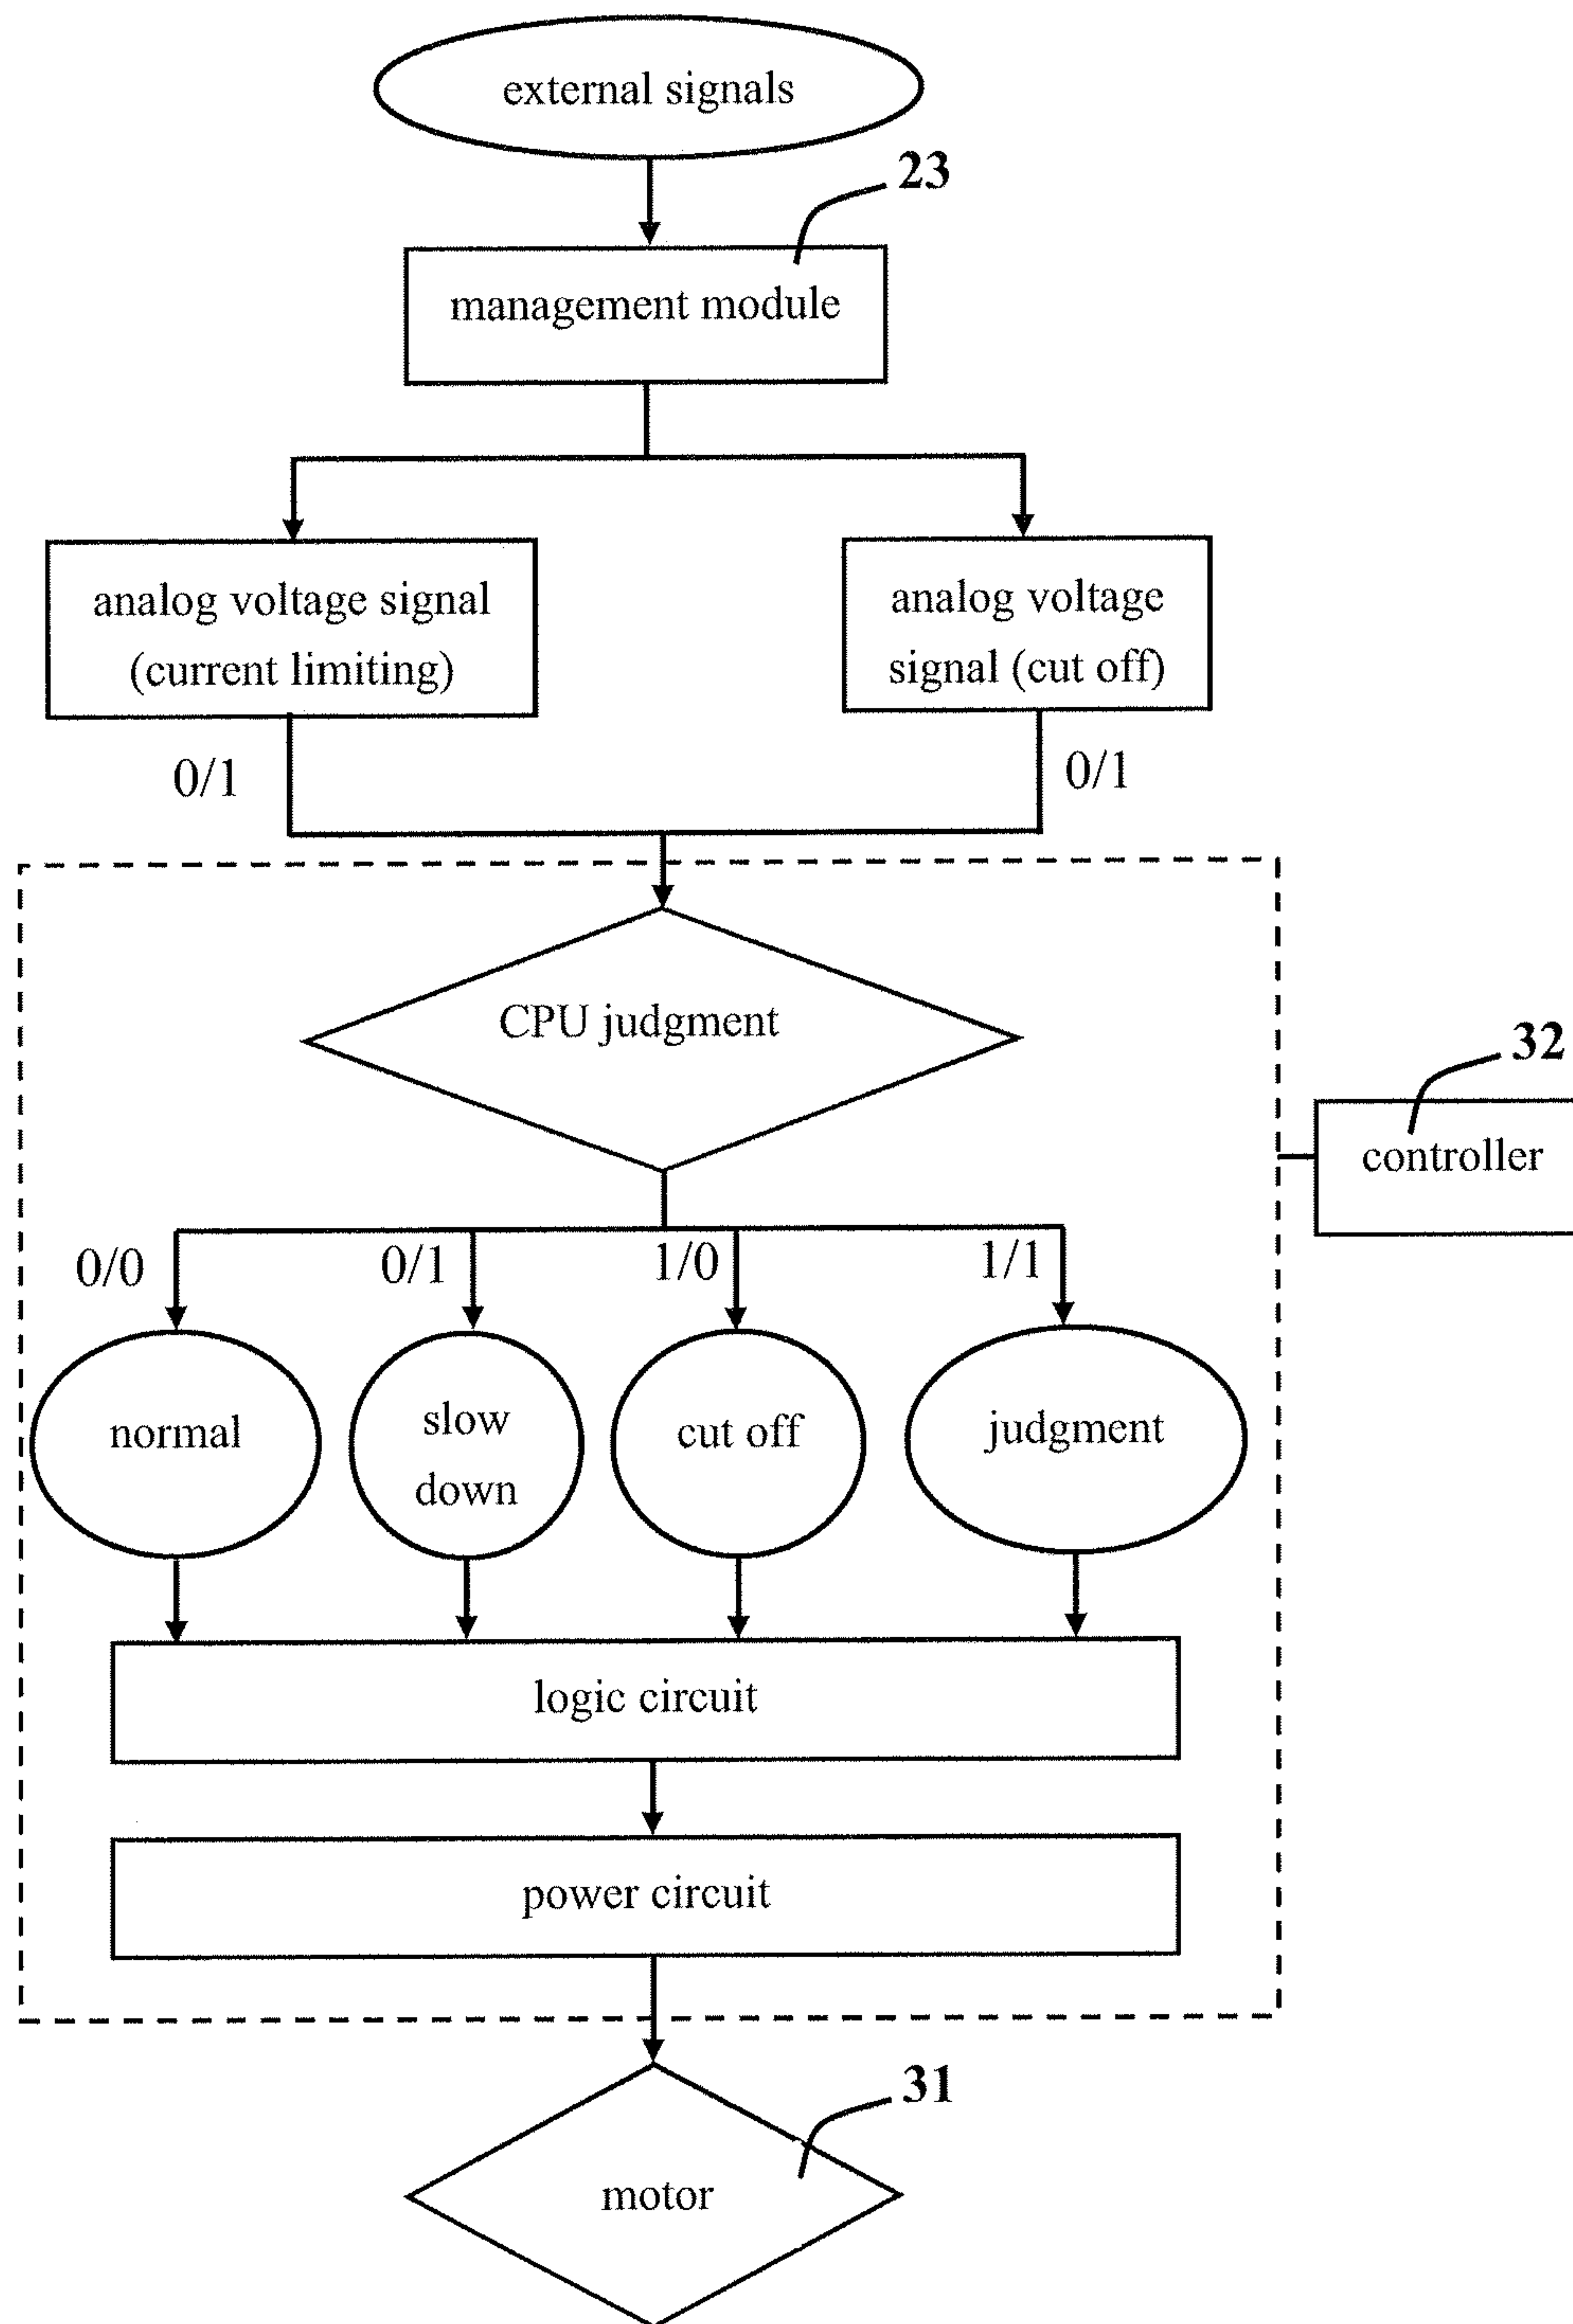 external signals
23
management module
analog voltage signal
(current limiting)
analog voltage
signal (cut off)
0/1
0/1
CPU judgment
32
controller
0/0
0/1
1/0
1/1
normal
slow
down
cut off
judgment
logic circuit
power circuit
31
motor